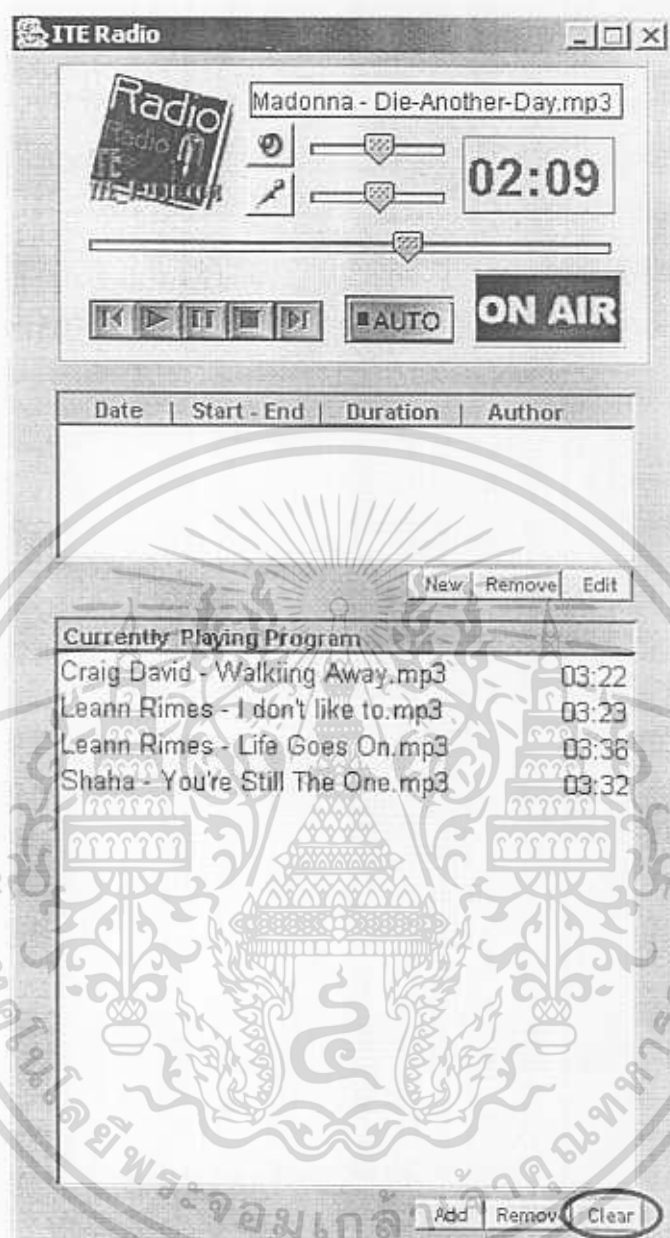 ITE Radio
Radio
Madonna - Die-Another-Day.mp3
02:09
AUTO
ON AIR
Date | Start - End | Duration | Author
New Remove Edit
Currently Playing Program
Craig David - Walkiing Away.mp3 03:22
Leann Rimes - I don't like to.mp3 03:23
Leann Rimes - Life Goes On.mp3 03:36
Shaha - You're Still The One.mp3 03:32
Add Remov Clear